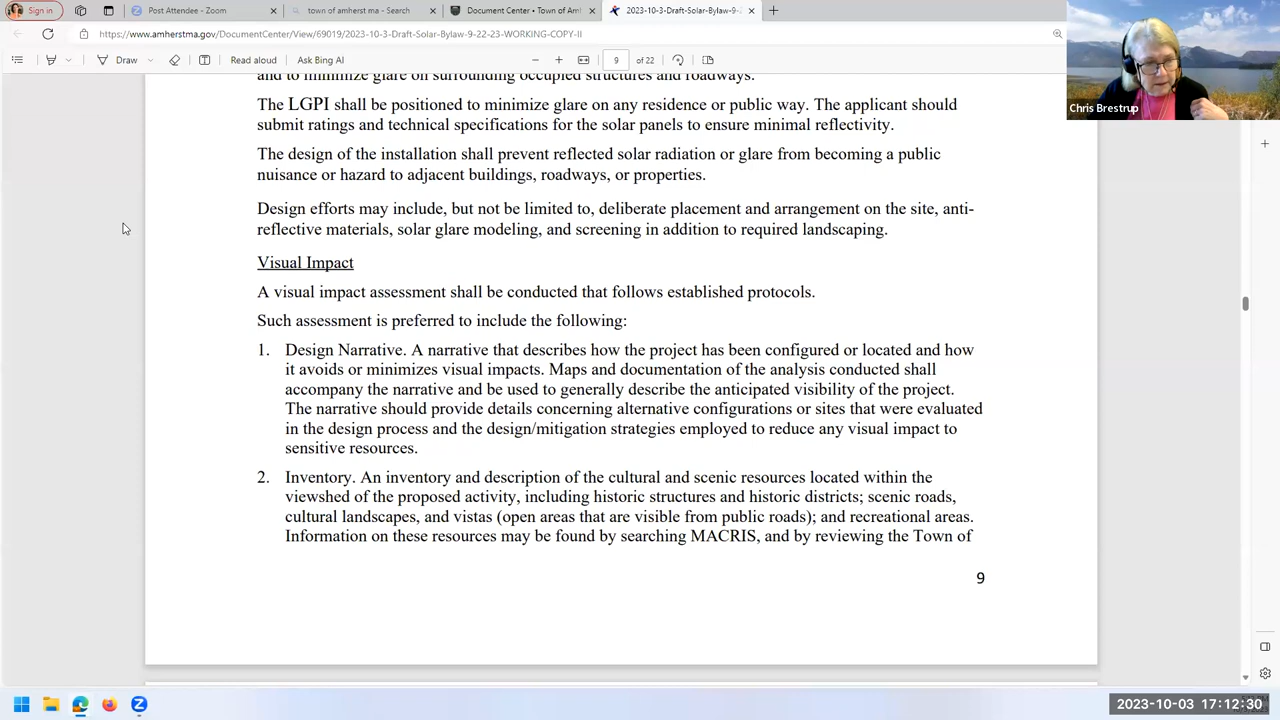 Sign in
Post Attendee - Zoom
town of amherst ma - Search
Document Center • Town of Aml
2023-10-3-Draft-Solar-Bylaw-9-2
https://www.amherstma.gov/DocumentCenter/View/69019/2023-10-3-Draft-Solar-Bylaw-9-22-23-WORKING-COPY-II
Draw
Read aloud
Ask Bing AI
9 of 22
Chris Brestrup
and to minimize glare on surrounding occupied structures and roadways.
The LGPI shall be positioned to minimize glare on any residence or public way. The applicant should
submit ratings and technical specifications for the solar panels to ensure minimal reflectivity.
The design of the installation shall prevent reflected solar radiation or glare from becoming a public
nuisance or hazard to adjacent buildings, roadways, or properties.
Design efforts may include, but not be limited to, deliberate placement and arrangement on the site, anti-
reflective materials, solar glare modeling, and screening in addition to required landscaping.
Visual Impact
A visual impact assessment shall be conducted that follows established protocols.
Such assessment is preferred to include the following:
1. Design Narrative. A narrative that describes how the project has been configured or located and how
it avoids or minimizes visual impacts. Maps and documentation of the analysis conducted shall
accompany the narrative and be used to generally describe the anticipated visibility of the project.
The narrative should provide details concerning alternative configurations or sites that were evaluated
in the design process and the design/mitigation strategies employed to reduce any visual impact to
sensitive resources.
2. Inventory. An inventory and description of the cultural and scenic resources located within the
viewshed of the proposed activity, including historic structures and historic districts; scenic roads,
cultural landscapes, and vistas (open areas that are visible from public roads); and recreational areas.
Information on these resources may be found by searching MACRIS, and by reviewing the Town of
9
2023-10-03 17:12:30